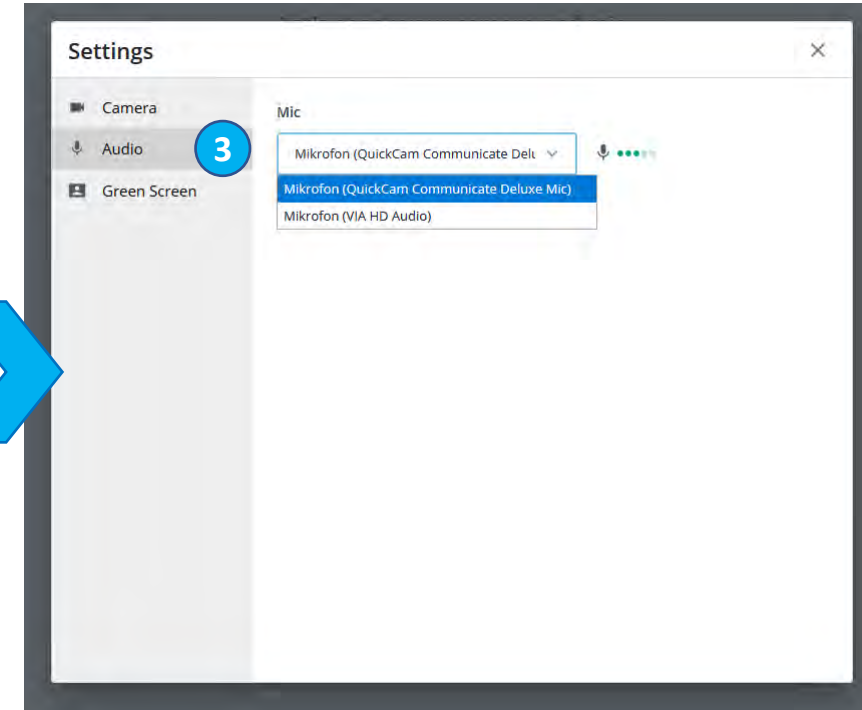 Settings
Camera
Audio
3
Green Screen
Mic
Mikrofon (QuickCam Communicate Delu
Mikrofon (QuickCam Communicate Deluxe Mic)
Mikrofon (VIA HD Audio)